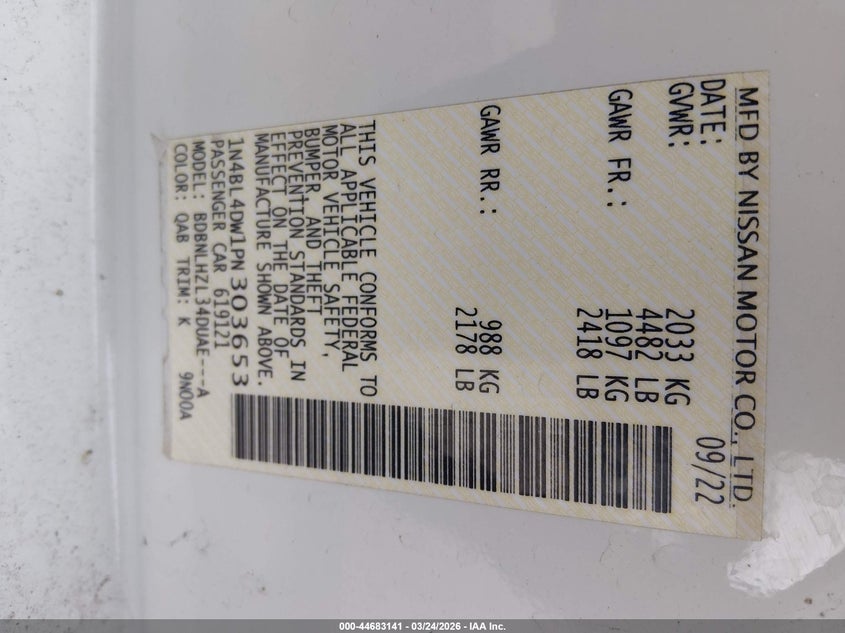 MFD BY NISSAN MOTOR CO., LTD.
DATE: 09/22
GVWR: 2033 KG
4482 LB
GAWR FR.: 1097 KG
2418 LB
GAWR RR.: 988 KG
2178 LB
THIS VEHICLE CONFORMS TO
ALL APPLICABLE FEDERAL
MOTOR VEHICLE SAFETY,
BUMPER AND THEFT
PREVENTION STANDARDS IN
EFFECT ON THE DATE OF
MANUFACTURE SHOWN ABOVE.
1N4BL4DW1PN303653
PASSENGER CAR 619121
MODEL: BDBNLHZL34DUAE---A
COLOR: QAB TRIM: K 9N00A
000-44683141 - 03/24/2026 - IAA Inc.